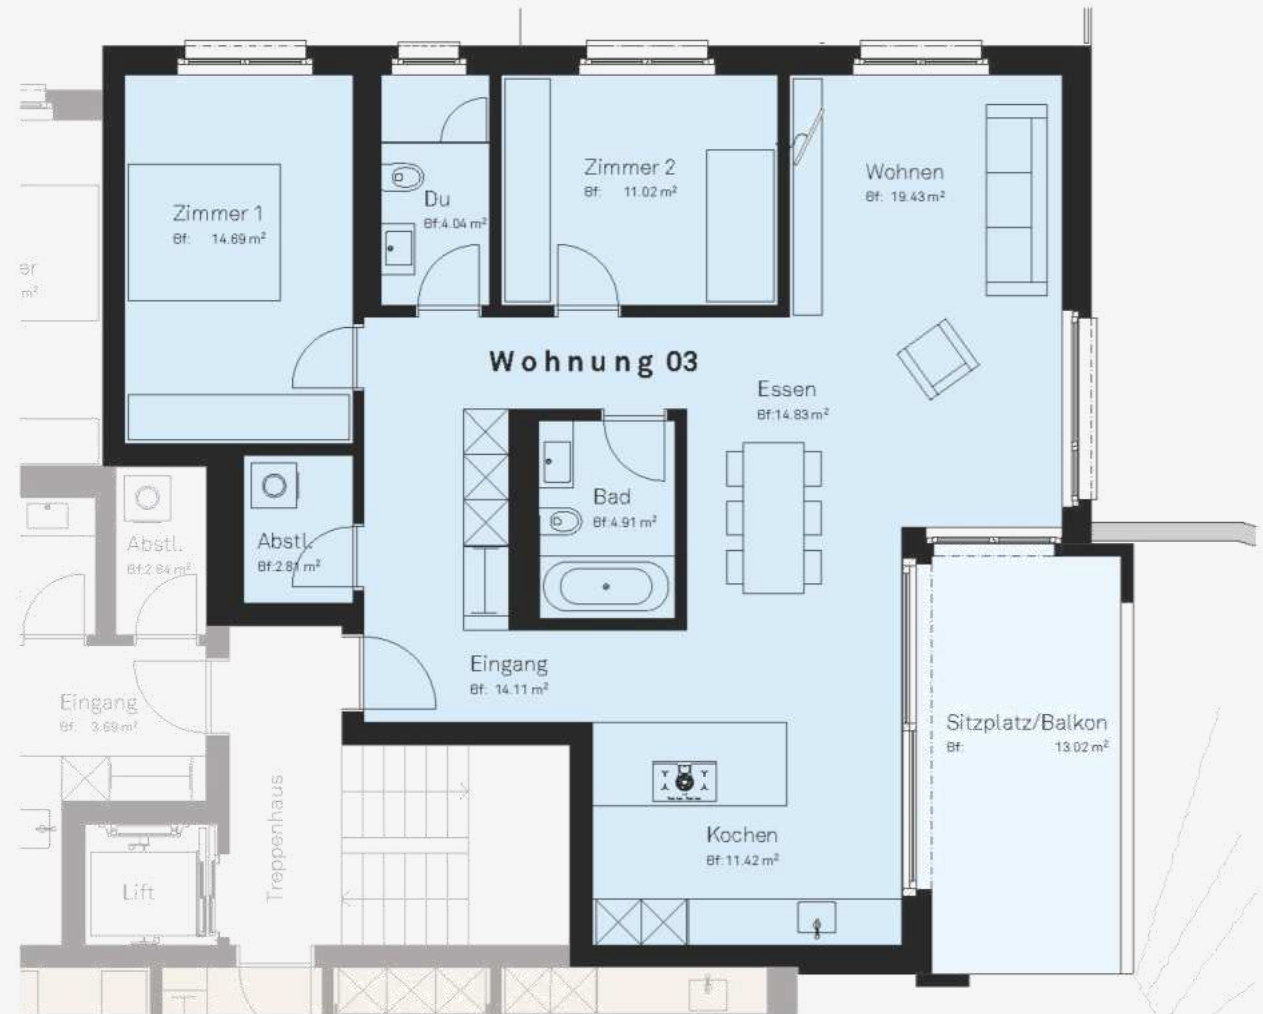 Zimmer 1
Bf: 14.69 m²
Du
Bf:4.04 m²
Zimmer 2
Bf: 11.02 m²
Wohnen
Bf: 19.43 m²
er
m²
Wohnung 03
Essen
Bf:14.83 m²
Bad
Bf:4.91 m²
Abstl.
Bf:2.81 m²
Abstl.
Bf:2.64 m²
Eingang
Bf: 14.11 m²
Eingang
Bf: 3.69 m²
Sitzplatz/Balkon
Bf: 13.02 m²
Treppenhaus
Kochen
Bf:11.42 m²
Lift